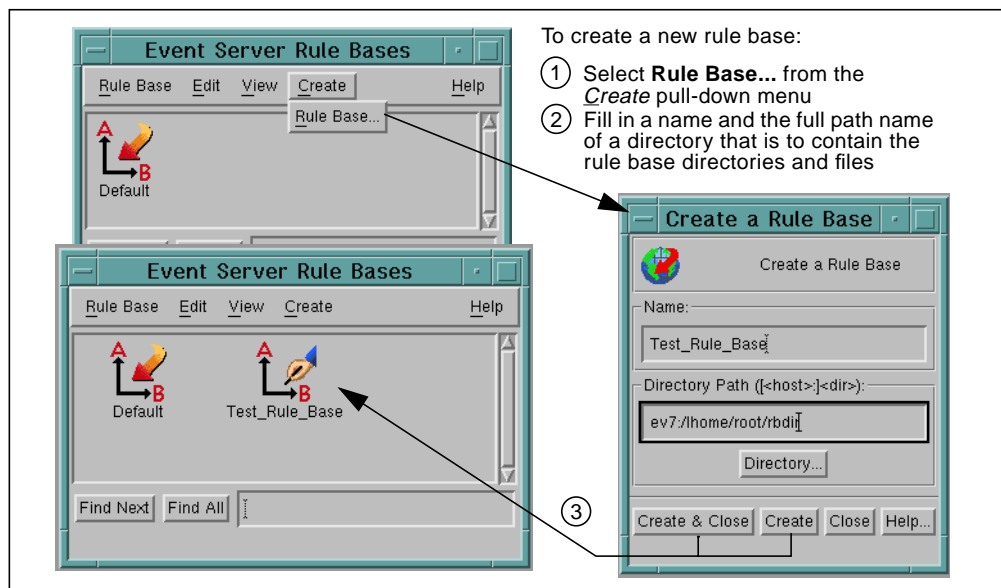 Event Server Rule Bases
Rule Base Edit View Create Help
Rule Base...
A
B
Default
To create a new rule base:
1 Select Rule Base... from the
Create pull-down menu
2 Fill in a name and the full path name
of a directory that is to contain the
rule base directories and files
Event Server Rule Bases
Rule Base Edit View Create Help
A
B
Default
A
B
Test_Rule_Base
Find Next Find All
Create a Rule Base
Create a Rule Base
Name:
Test_Rule_Base
Directory Path ([<host>:]<dir>):
ev7:/lhome/root/rbdir
Directory...
3
Create & Close Create Close Help...